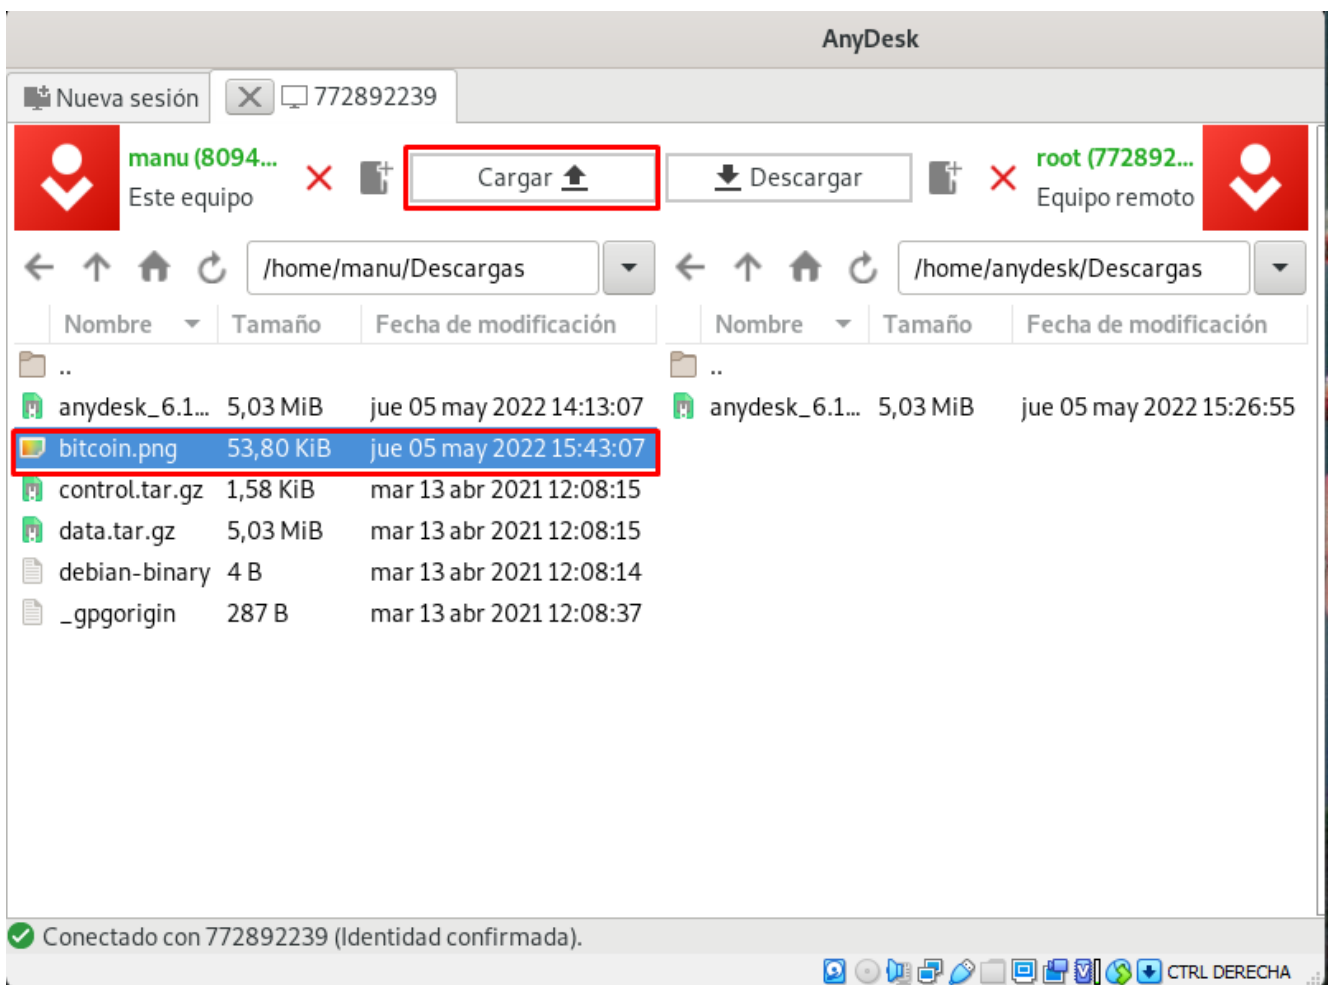 AnyDesk
Nueva sesión 772892239
manu (8094... Cargar Descargar root (772892...
Este equipo Equipo remoto
/home/manu/Descargas /home/anydesk/Descargas
Nombre Tamaño Fecha de modificación Nombre Tamaño Fecha de modificación
.. ..
anydesk_6.1... 5,03 MiB jue 05 may 2022 14:13:07 anydesk_6.1... 5,03 MiB jue 05 may 2022 15:26:55
bitcoin.png 53,80 KiB jue 05 may 2022 15:43:07
control.tar.gz 1,58 KiB mar 13 abr 2021 12:08:15
data.tar.gz 5,03 MiB mar 13 abr 2021 12:08:15
debian-binary 4 B mar 13 abr 2021 12:08:14
_gpgorigin 287 B mar 13 abr 2021 12:08:37
Conectado con 772892239 (Identidad confirmada).
CTRL DERECHA